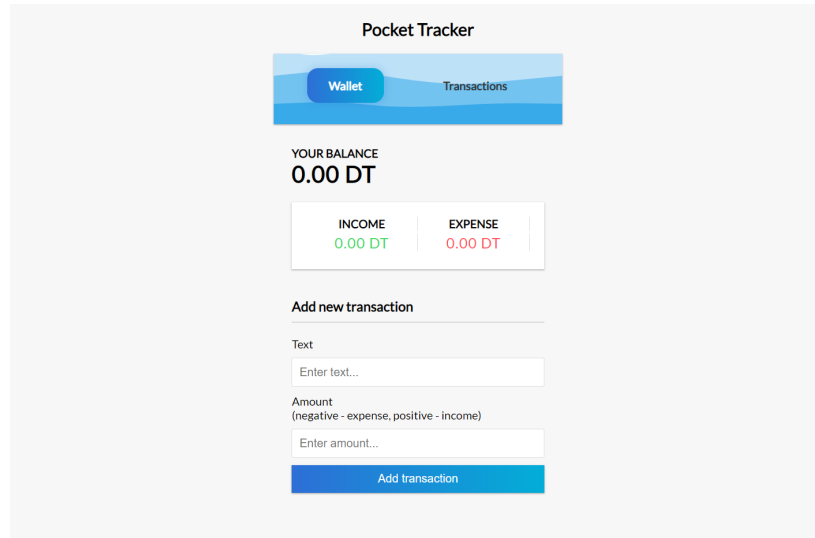 Pocket Tracker
Wallet Transactions
YOUR BALANCE
0.00 DT
INCOME EXPENSE
0.00 DT 0.00 DT
Add new transaction
Text
Enter text...
Amount
(negative - expense, positive - income)
Enter amount...
Add transaction